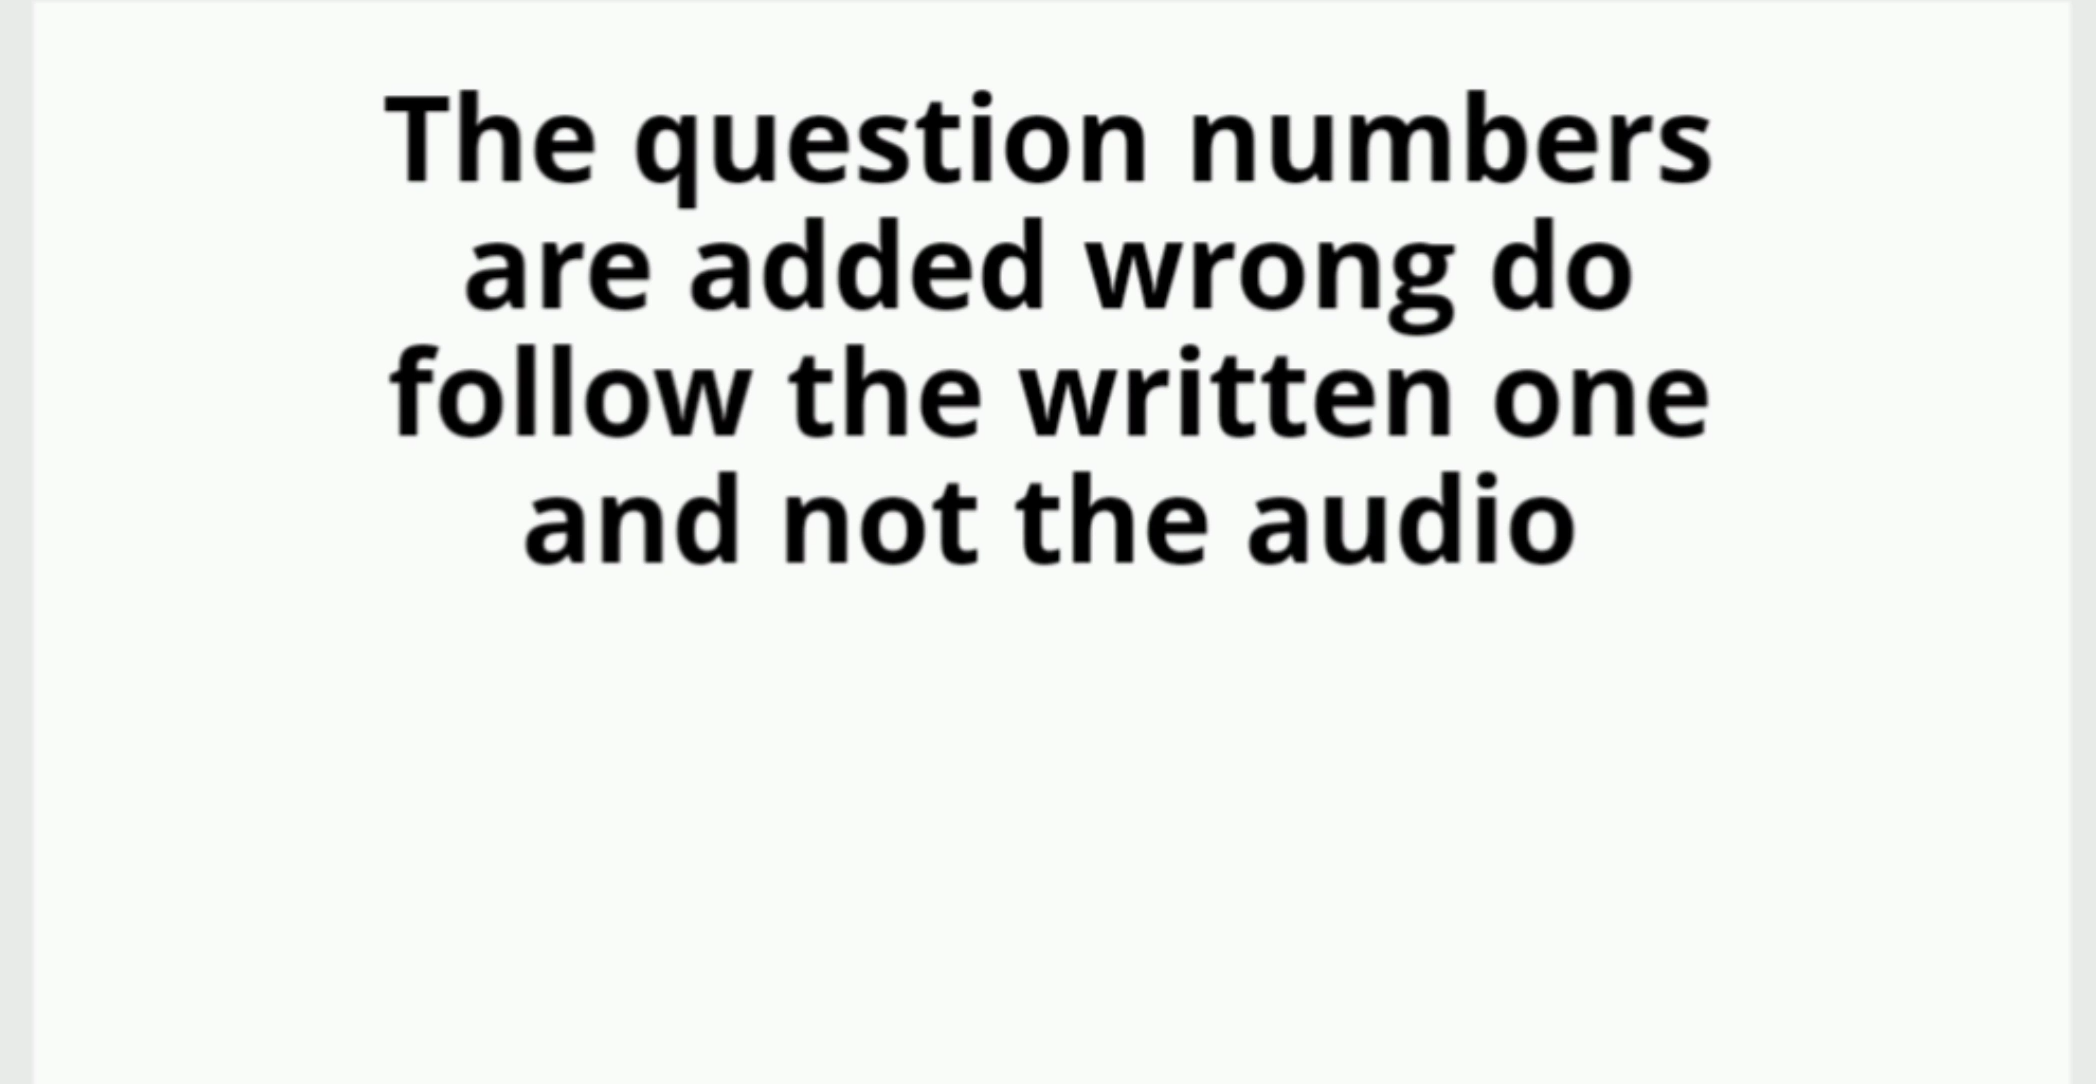 The question numbers
are added wrong do
follow the written one
and not the audio